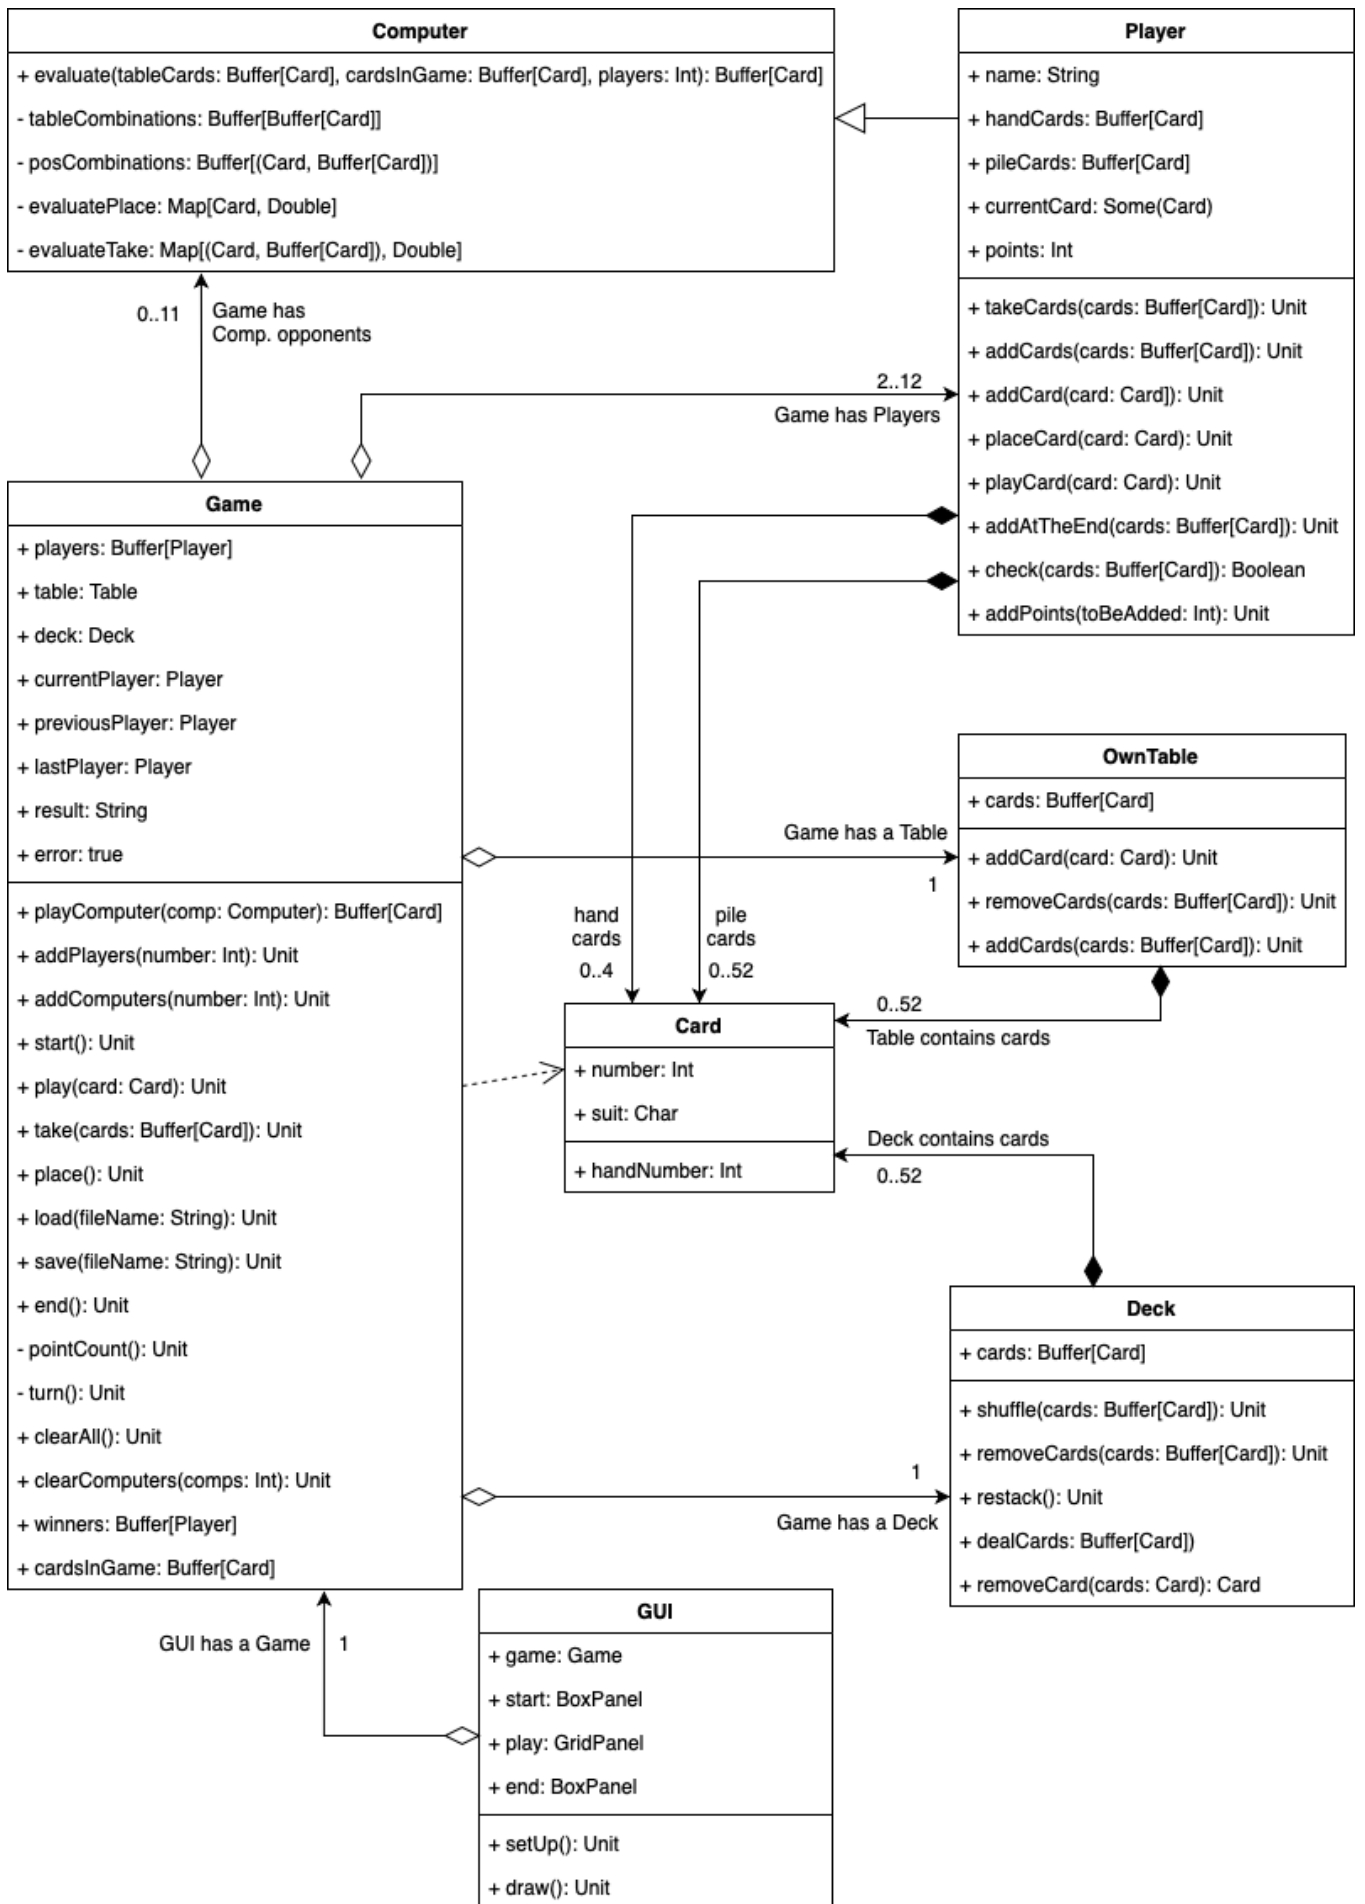 Computer
+ evaluate(tableCards: Buffer[Card], cardsInGame: Buffer[Card], players: Int): Buffer[Card]
- tableCombinations: Buffer[Buffer[Card]]
- posCombinations: Buffer[(Card, Buffer[Card])]
- evaluatePlace: Map[Card, Double]
- evaluateTake: Map[(Card, Buffer[Card]), Double]
Player
+ name: String
+ handCards: Buffer[Card]
+ pileCards: Buffer[Card]
+ currentCard: Some(Card)
+ points: Int
+ takeCards(cards: Buffer[Card]): Unit
+ addCards(cards: Buffer[Card]): Unit
+ addCard(card: Card]): Unit
+ placeCard(card: Card): Unit
+ playCard(card: Card): Unit
+ addAtTheEnd(cards: Buffer[Card]): Unit
+ check(cards: Buffer[Card]): Boolean
+ addPoints(toBeAdded: Int): Unit
0..11
Game has
Comp. opponents
2..12
Game has Players
Game
+ players: Buffer[Player]
+ table: Table
+ deck: Deck
+ currentPlayer: Player
+ previousPlayer: Player
+ lastPlayer: Player
+ result: String
+ error: true
+ playComputer(comp: Computer): Buffer[Card]
+ addPlayers(number: Int): Unit
+ addComputers(number: Int): Unit
+ start(): Unit
+ play(card: Card): Unit
+ take(cards: Buffer[Card]): Unit
+ place(): Unit
+ load(fileName: String): Unit
+ save(fileName: String): Unit
+ end(): Unit
- pointCount(): Unit
- turn(): Unit
+ clearAll(): Unit
+ clearComputers(comps: Int): Unit
+ winners: Buffer[Player]
+ cardsInGame: Buffer[Card]
Game has a Table
1
OwnTable
+ cards: Buffer[Card]
+ addCard(card: Card): Unit
+ removeCards(cards: Buffer[Card]): Unit
+ addCards(cards: Buffer[Card]): Unit
hand
cards
0..4
pile
cards
0..52
0..52
Table contains cards
Card
+ number: Int
+ suit: Char
+ handNumber: Int
Deck contains cards
0..52
Deck
+ cards: Buffer[Card]
+ shuffle(cards: Buffer[Card]): Unit
+ removeCards(cards: Buffer[Card]): Unit
+ restack(): Unit
+ dealCards: Buffer[Card])
+ removeCard(cards: Card): Card
1
Game has a Deck
GUI has a Game
1
GUI
+ game: Game
+ start: BoxPanel
+ play: GridPanel
+ end: BoxPanel
+ setUp(): Unit
+ draw(): Unit